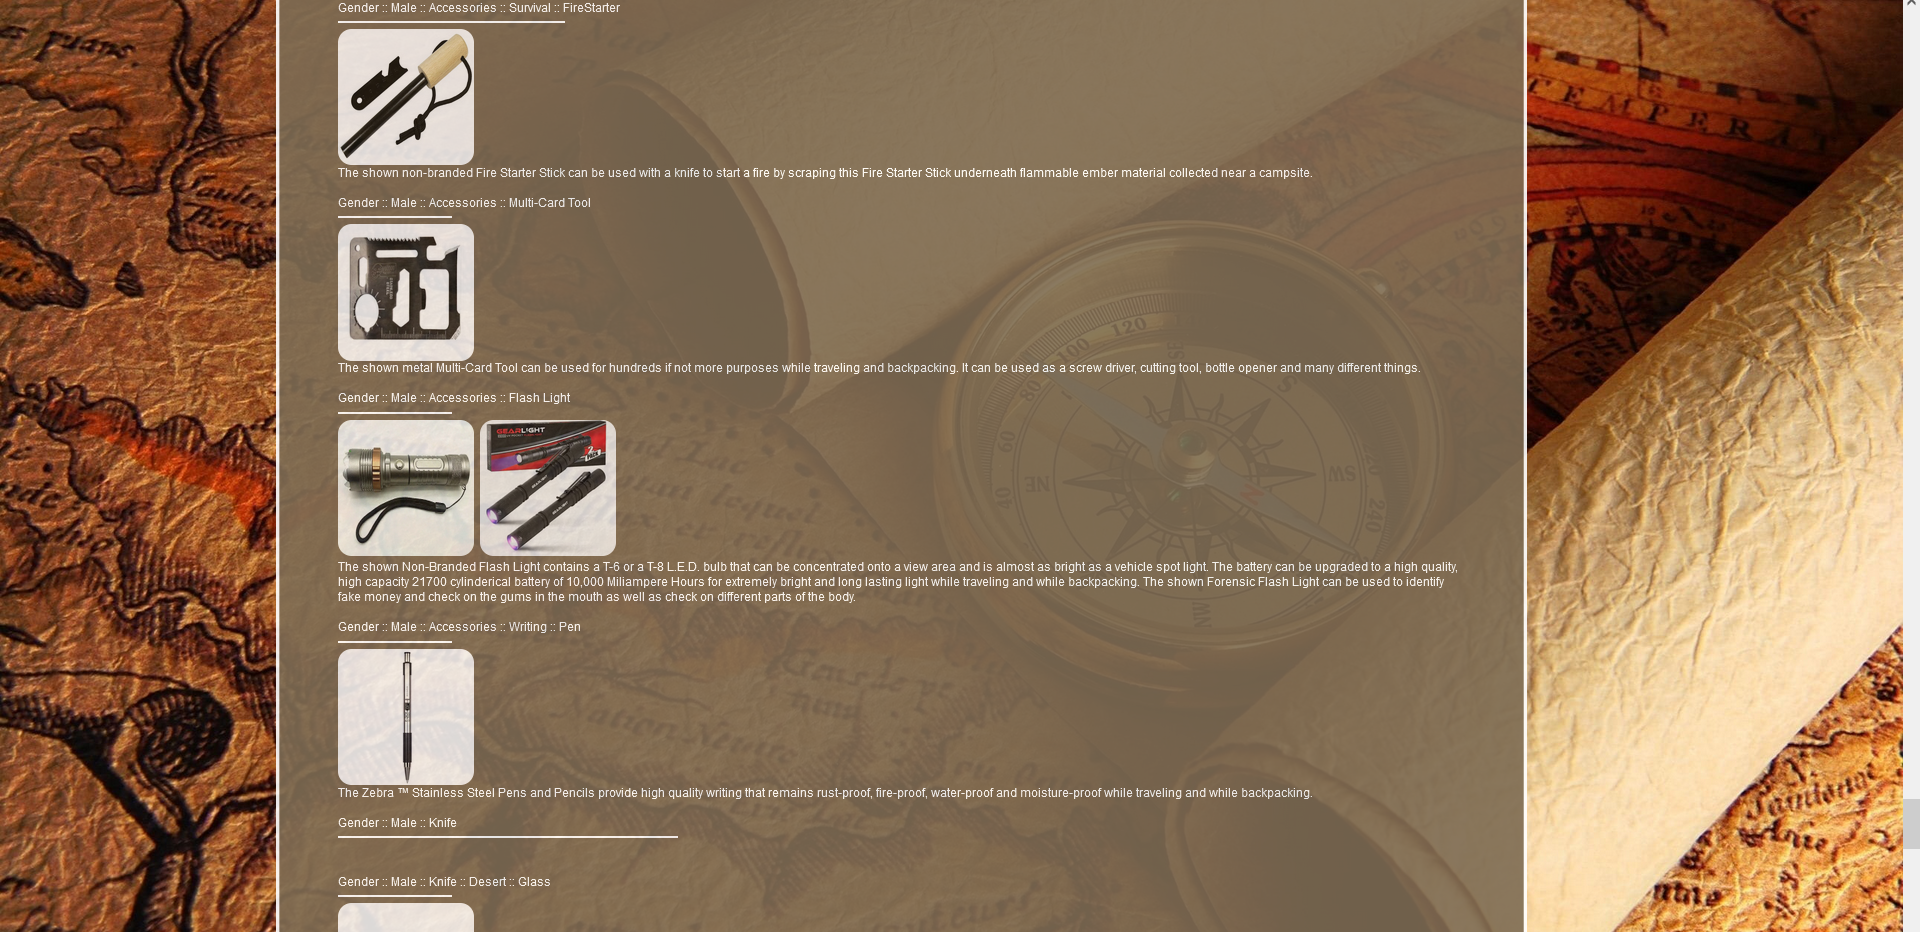 Gender :: Male :: Accessories :: Survival :: FireStarter
The shown non-branded Fire Starter Stick can be used with a knife to start a fire by scraping this Fire Starter Stick underneath flammable ember material collected near a campsite.
Gender :: Male :: Accessories :: Multi-Card Tool
The shown metal Multi-Card Tool can be used for hundreds if not more purposes while traveling and backpacking. It can be used as a screw driver, cutting tool, bottle opener and many different things.
Gender :: Male :: Accessories :: Flash Light
GEARLIGHT
The shown Non-Branded Flash Light contains a T-6 or a T-8 L.E.D. bulb that can be concentrated onto a view area and is almost as bright as a vehicle spot light. The battery can be upgraded to a high quality,
high capacity 21700 cylinderical battery of 10,000 Miliampere Hours for extremely bright and long lasting light while traveling and while backpacking. The shown Forensic Flash Light can be used to identify
fake money and check on the gums in the mouth as well as check on different parts of the body.
Gender :: Male :: Accessories :: Writing :: Pen
The Zebra ™ Stainless Steel Pens and Pencils provide high quality writing that remains rust-proof, fire-proof, water-proof and moisture-proof while traveling and while backpacking.
Gender :: Male :: Knife
Gender :: Male :: Knife :: Desert :: Glass
TEMPERA
120
100
80
60
40
NE
S
SW
240
NW